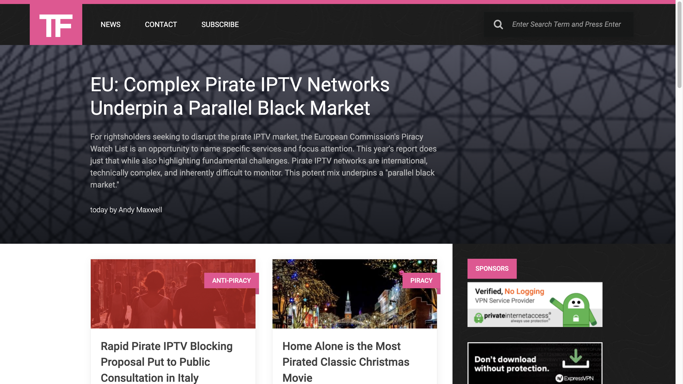 TF
NEWS
CONTACT
SUBSCRIBE
Enter Search Term and Press Enter
EU: Complex Pirate IPTV Networks
Underpin a Parallel Black Market
For rightsholders seeking to disrupt the pirate IPTV market, the European Commission's Piracy
Watch List is an opportunity to name specific services and focus attention. This year's report does
just that while also highlighting fundamental challenges. Pirate IPTV networks are international,
technically complex, and inherently difficult to monitor. This potent mix underpins a "parallel black
market."
today by Andy Maxwell
ANTI-PIRACY
Rapid Pirate IPTV Blocking
Proposal Put to Public
Consultation in Italy
PIRACY
Home Alone is the Most
Pirated Classic Christmas
Movie
SPONSORS
Verified, No Logging
VPN Service Provider
privateinternetaccess
always use protection
Don't download
without protection.
ExpressVPN